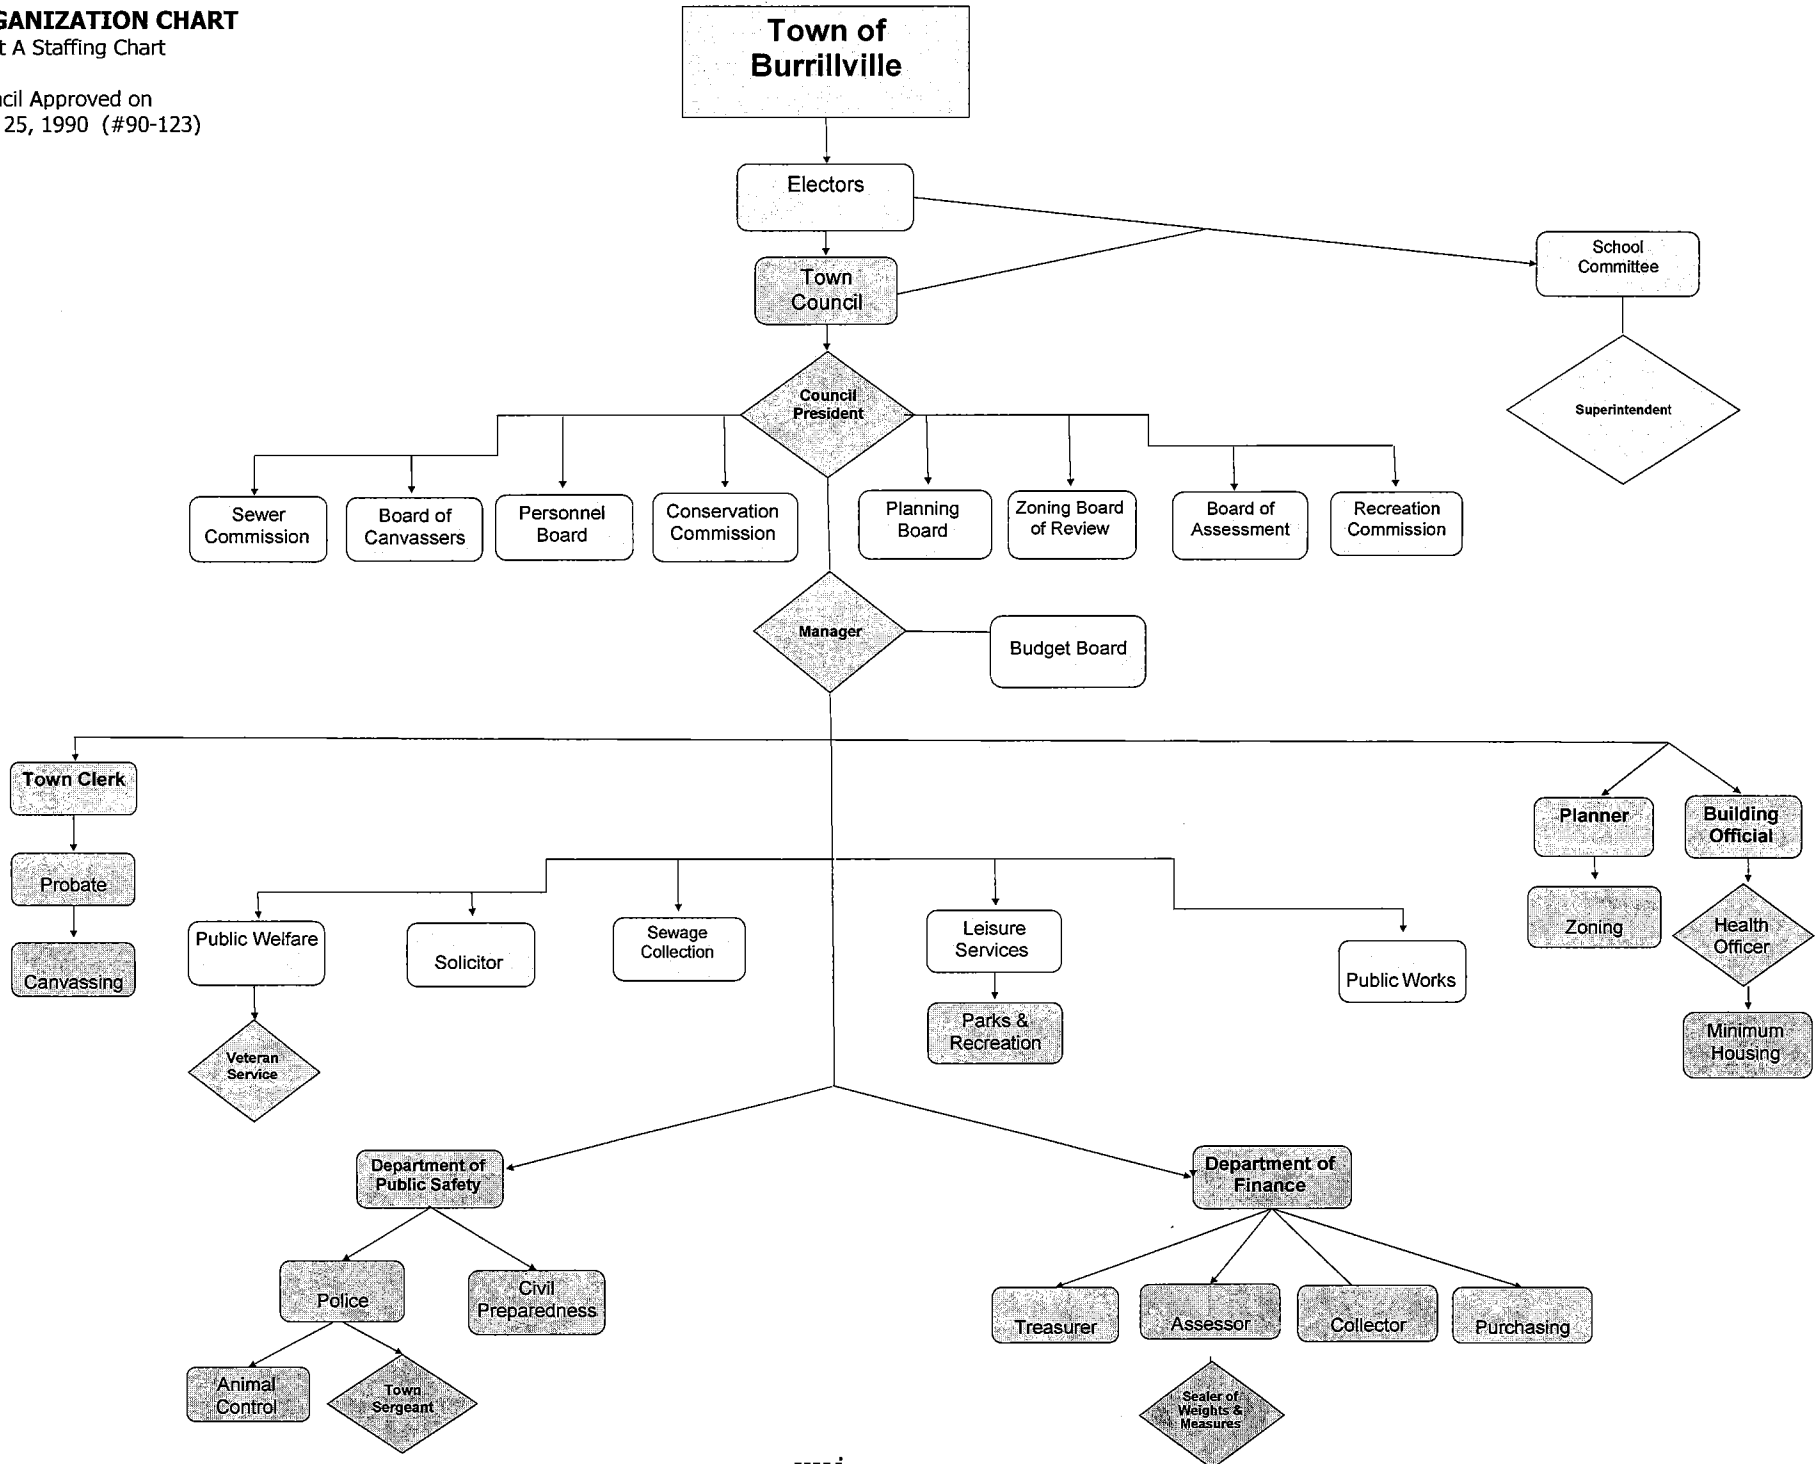 GANIZATION CHART
t A Staffing Chart
cil Approved on
25, 1990 (#90-123)
Town of
Burrillville
Electors
Town
Council
School
Committee
Council
President
Superintendent
Sewer
Commission
Board of
Canvassers
Personnel
Board
Conservation
Commission
Planning
Board
Zoning Board
of Review
Board of
Assessment
Recreation
Commission
Manager
Budget Board
Town Clerk
Planner
Building
Official
Probate
Canvassing
Public Welfare
Solicitor
Sewage
Collection
Leisure
Services
Public Works
Zoning
Health
Officer
Veteran
Service
Parks &
Recreation
Minimum
Housing
Department of
Public Safety
Department of
Finance
Police
Civil
Preparedness
Treasurer
Assessor
Collector
Purchasing
Animal
Control
Town
Sergeant
Sealer of
Weights &
Measures